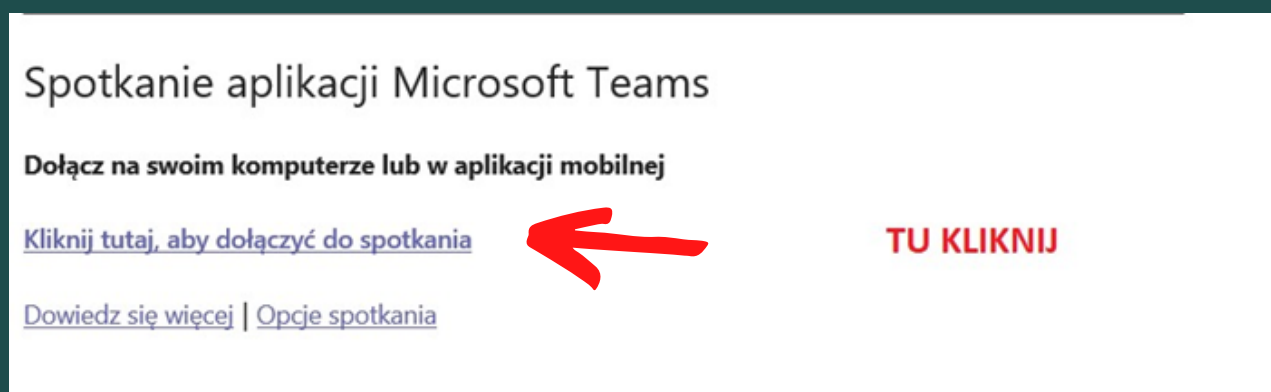 Spotkanie aplikacji Microsoft Teams
Dołącz na swoim komputerze lub w aplikacji mobilnej
Kliknij tutaj, aby dołączyć do spotkania
TU KLIKNIJ
Dowiedz się więcej | Opcje spotkania